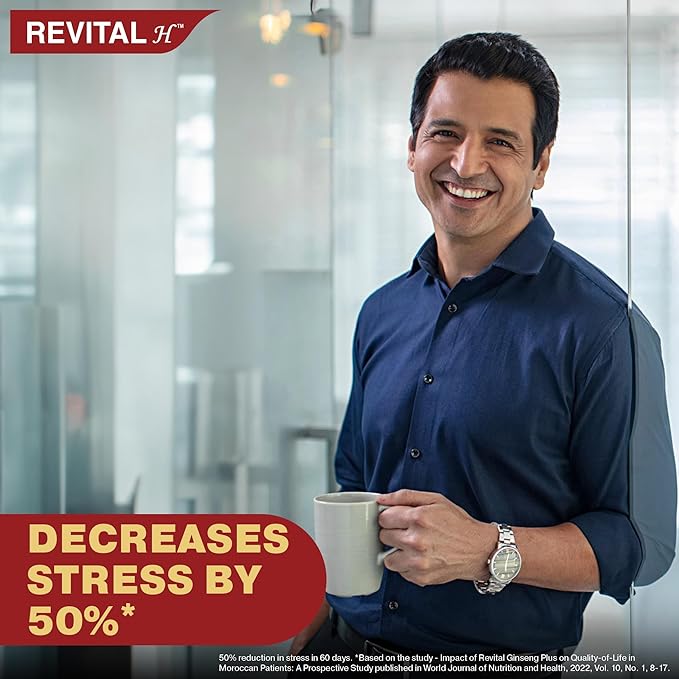 REVITAL H™
DECREASES
STRESS BY
50%*
50% reduction in stress in 60 days. *Based on the study - Impact of Revital Ginseng Plus on Quality-of-Life in
Moroccan Patients: A Prospective Study published in World Journal of Nutrition and Health, 2022, Vol. 10, No. 1, 8-17.